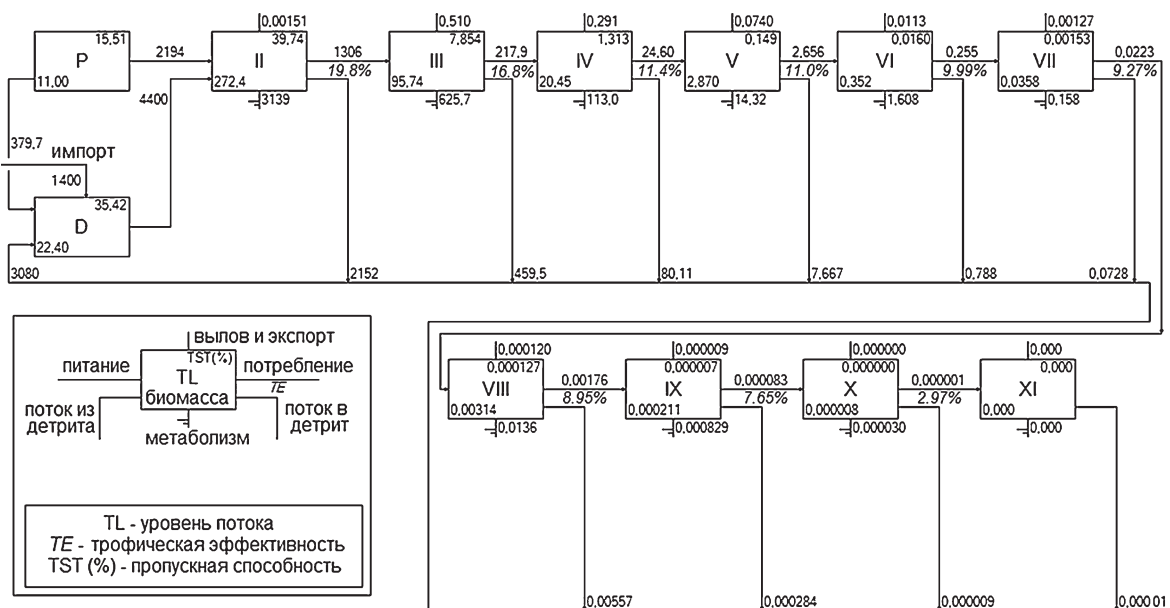 0,00151
0,510
0,291
0,0740
0,0113
0,00127
15,51
39,74
7,854
1,313
0,149
0,0160
0,00153
P
2194
II
1306
III
217,9
IV
24,60
V
2,656
VI
0,255
VII
0,0223
19.8%
16,8%
11.4%
11.0%
9.99%
9.27%
11,00
272,4
95,74
20,45
2,870
0,352
0,0358
4400
3139
625,7
113,0
14,32
1,608
0,158
379,7
импорт
1400
35,42
D
22,40
3080
2152
459,5
80,11
7,667
0,788
0,0728
вылов и экспорт
TST(%)
питание
TL
потребление
TE
биомасса
поток из
детрита
поток в
детрит
метаболизм
TL - уровень потока
TE - трофическая эффективность
TST (%) - пропускная способность
0,000120
0,000009
0,000000
0,000
0,000127
0,000007
0,000000
0,000
VIII
0,00176
IX
0,000083
X
0,000001
XI
8.95%
7.65%
2.97%
0,00314
0,000211
0,000008
0,000
0,0136
0,000829
0,000030
0,000
0,00557
0,000284
0,000009
0,00001